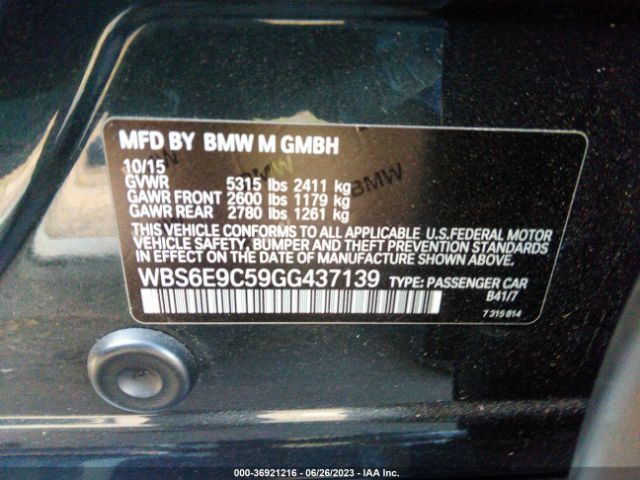 MFD BY BMW M GMBH
10/15
GVWR 5315 lbs 2411 kg
GAWR FRONT 2600 lbs 1179 kg
GAWR REAR 2780 lbs 1261 kg
THIS VEHICLE CONFORMS TO ALL APPLICABLE U.S.FEDERAL MOTOR
VEHICLE SAFETY, BUMPER AND THEFT PREVENTION STANDARDS
IN EFFECT ON THE DATE OF MANUFACTURE SHOWN ABOVE.
WBS6E9C59GG437139 TYPE: PASSENGER CAR
B41/7
7 315 814
BMW
000-36921216 - 06/26/2023 - IAA Inc.